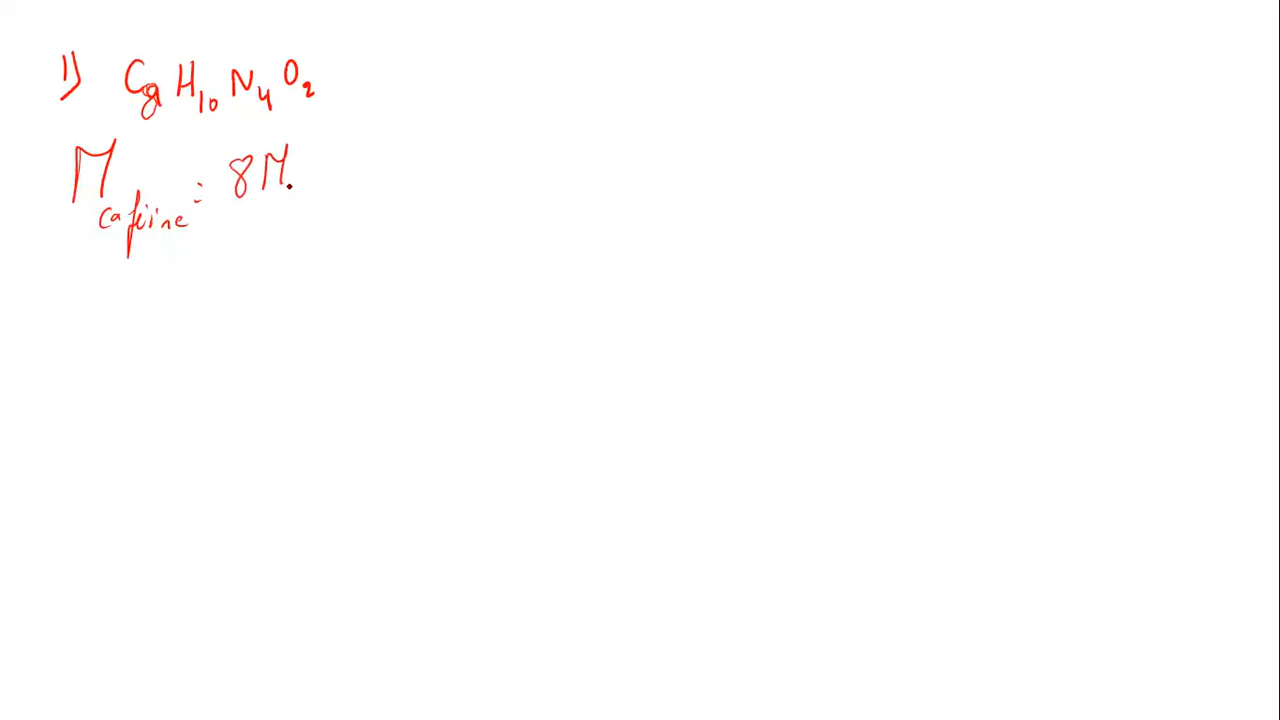 1) C₈ H₁₀ N₄ O₂
M caféine = 8M